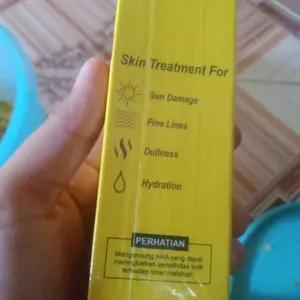 Skin Treatment For
Sun Damage
Fine Lines
Dullness
Hydration
PERHATIAN
Mengandung AHA yang dapat
meningkatkan sensitivitas kulit
terhadap sinar matahari.